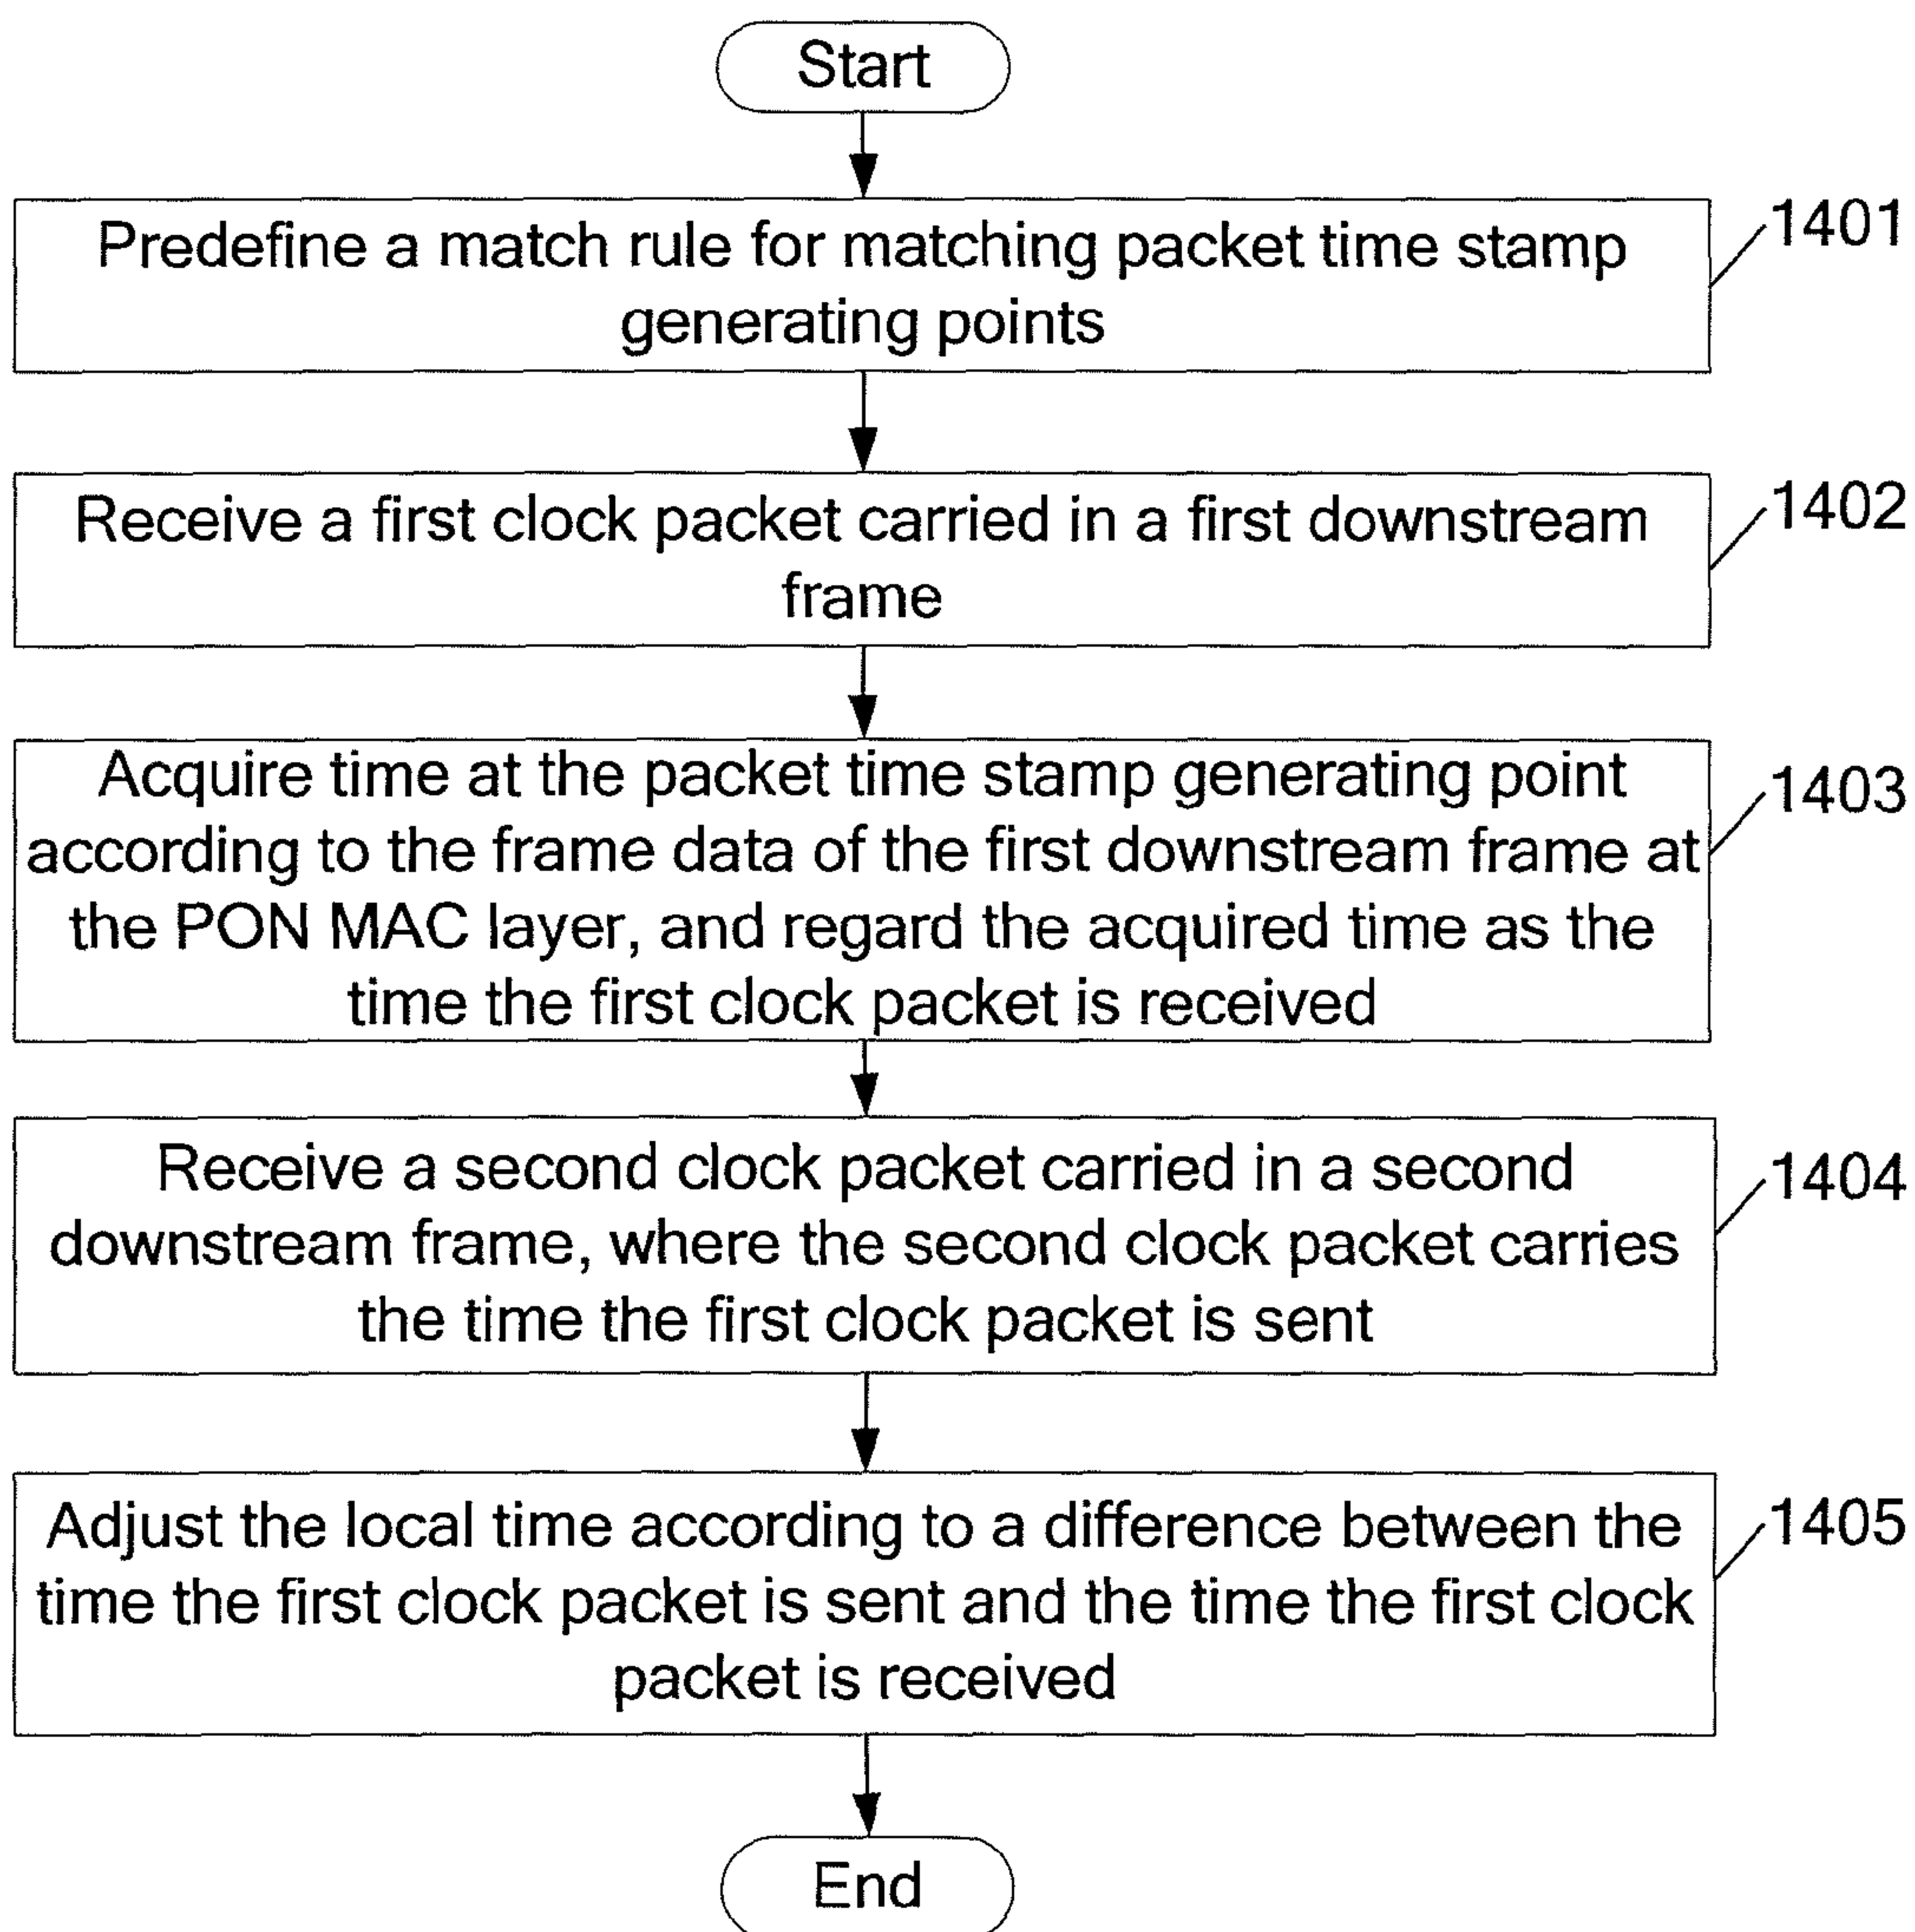 Start
Predefine a match rule for matching packet time stamp
generating points
1401
Receive a first clock packet carried in a first downstream
frame
1402
Acquire time at the packet time stamp generating point
according to the frame data of the first downstream frame at
the PON MAC layer, and regard the acquired time as the
time the first clock packet is received
1403
Receive a second clock packet carried in a second
downstream frame, where the second clock packet carries
the time the first clock packet is sent
1404
Adjust the local time according to a difference between the
time the first clock packet is sent and the time the first clock
packet is received
1405
End